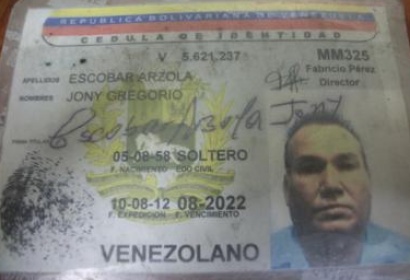 REPUBLICA BOLIVARIANA DE VENEZUELA
CEDULA DE IDENTIDAD
V 5.621,237 MM325
Fabricio Pérez
Director
APELLIDOS ESCOBAR ARZOLA
NOMBRES JONY GREGORIO
Escobar Arzola Jony
FIRMA TITULAR
05-08-58 SOLTERO
F. NACIMIENTO EDO CIVIL
10-08-12 08-2022
F. EXPEDICION F. VENCIMIENTO
VENEZOLANO